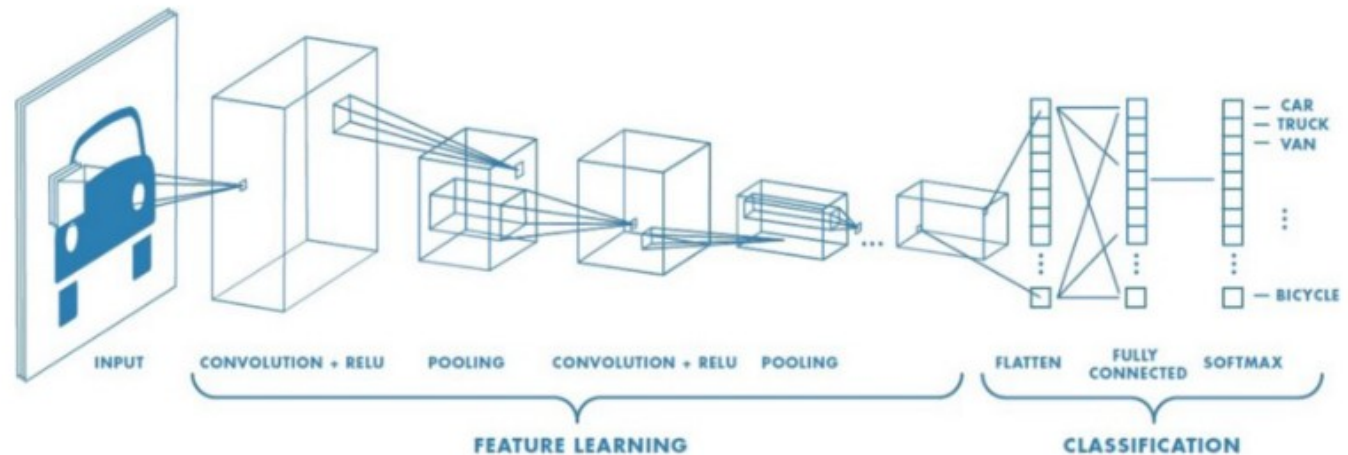 CAR
TRUCK
VAN
BICYCLE
INPUT
CONVOLUTION + RELU
POOLING
CONVOLUTION + RELU
POOLING
FLATTEN
FULLY
CONNECTED
SOFTMAX
FEATURE LEARNING
CLASSIFICATION